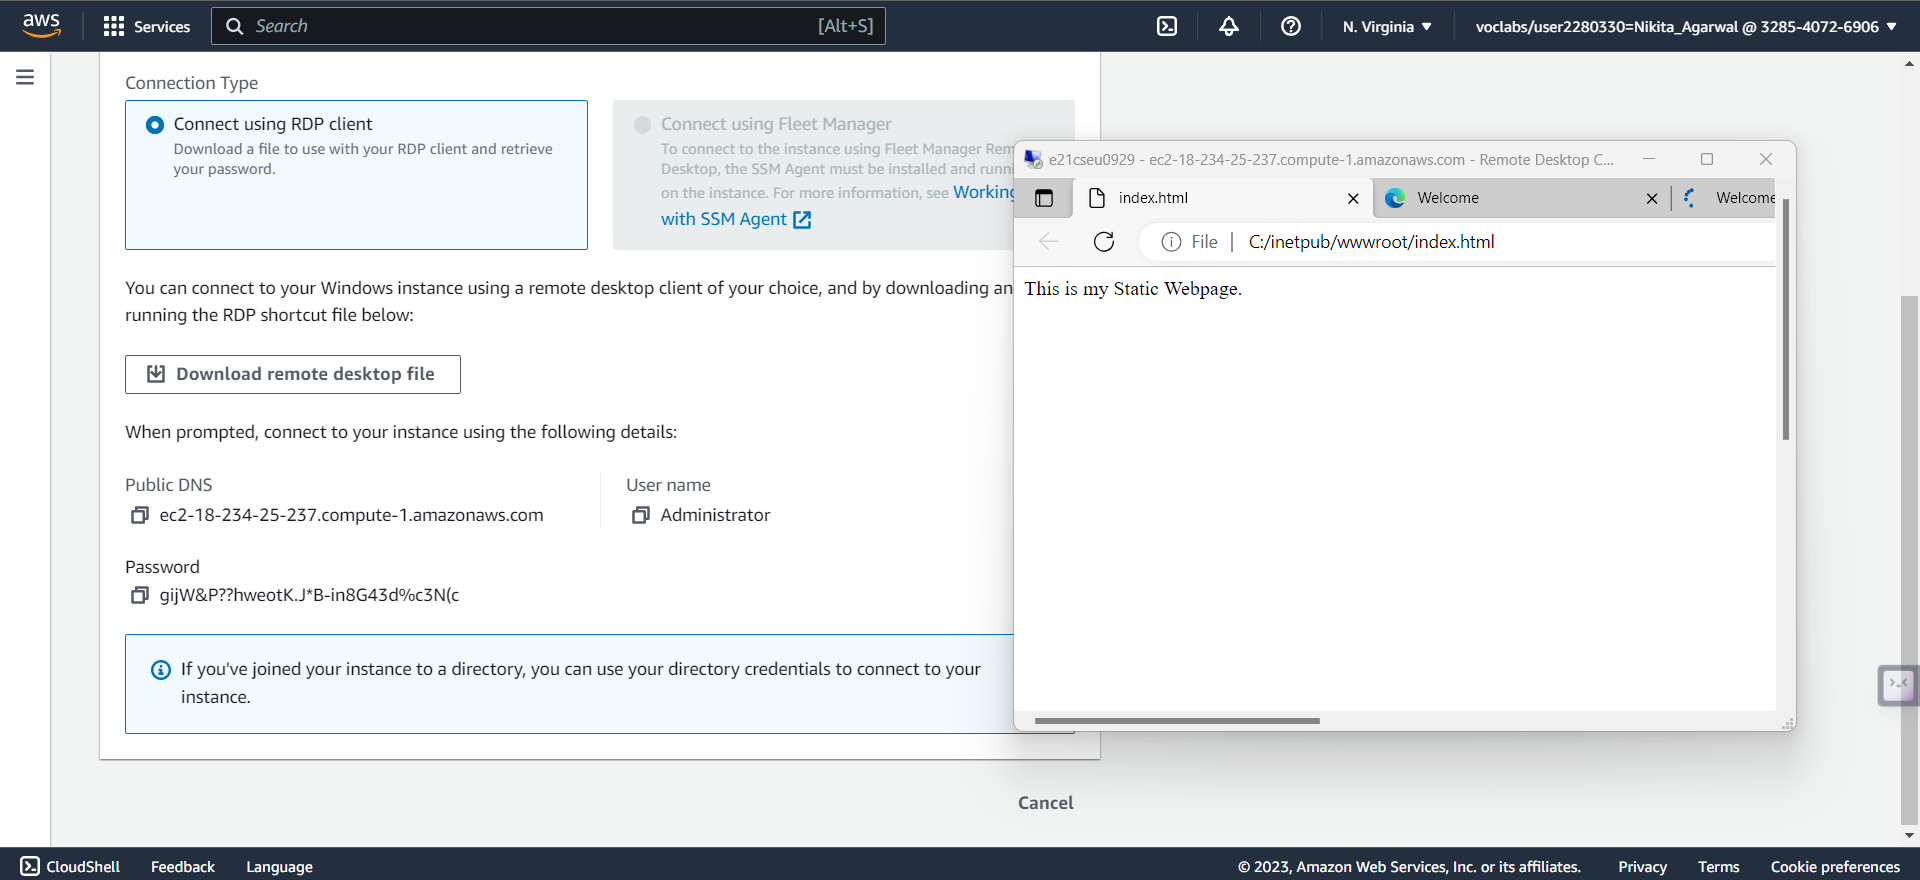 aws
Services
Search
[Alt+S]
N. Virginia
voclabs/user2280330=Nikita_Agarwal @ 3285-4072-6906
Connection Type
Connect using RDP client
Download a file to use with your RDP client and retrieve
your password.
Connect using Fleet Manager
To connect to the instance using Fleet Manager Rem
Desktop, the SSM Agent must be installed and runni
on the instance. For more information, see Working
with SSM Agent
You can connect to your Windows instance using a remote desktop client of your choice, and by downloading an
running the RDP shortcut file below:
Download remote desktop file
When prompted, connect to your instance using the following details:
Public DNS
ec2-18-234-25-237.compute-1.amazonaws.com
User name
Administrator
Password
gijW&P??hweotK.J*B-in8G43d%c3N(c
If you've joined your instance to a directory, you can use your directory credentials to connect to your
instance.
Cancel
e21cseu0929 - ec2-18-234-25-237.compute-1.amazonaws.com - Remote Desktop C...
index.html
Welcome
Welcome
File
C:/inetpub/wwwroot/index.html
This is my Static Webpage.
CloudShell
Feedback
Language
© 2023, Amazon Web Services, Inc. or its affiliates.
Privacy
Terms
Cookie preferences